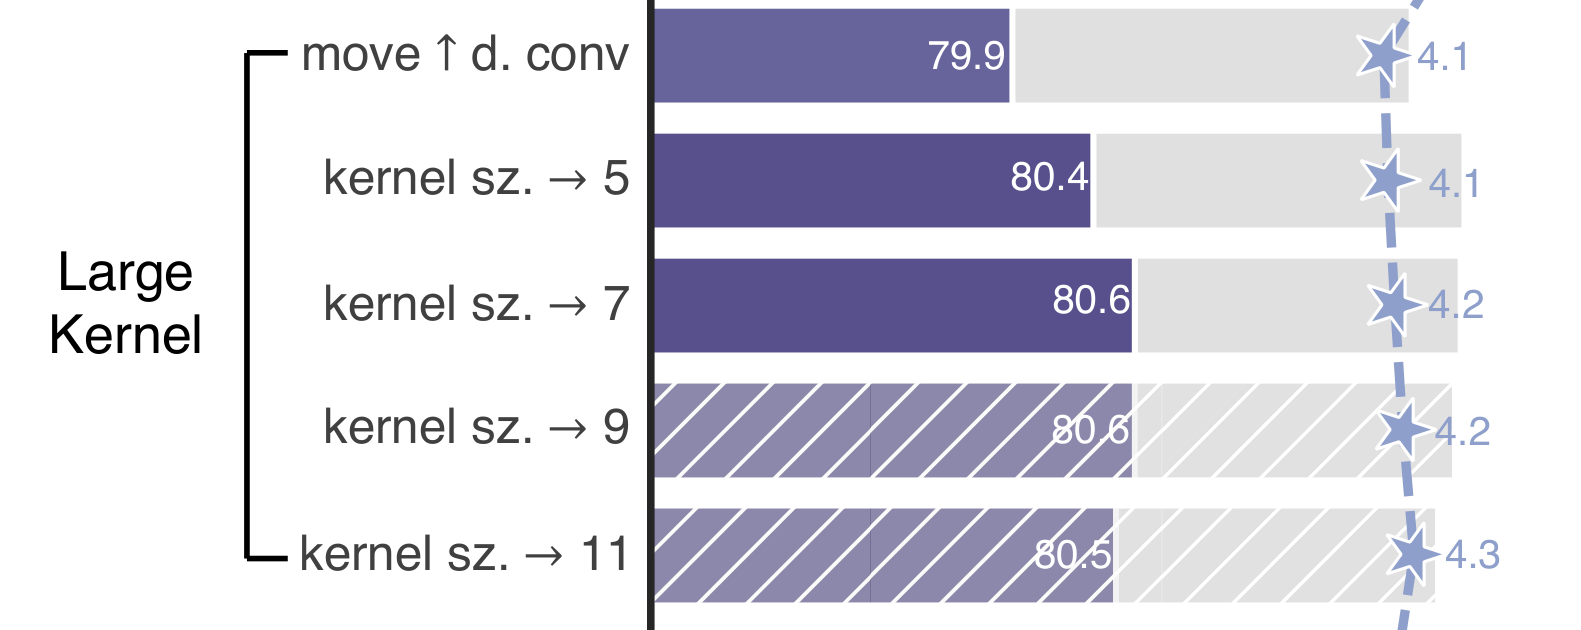 move ↑ d. conv 79.9 4.1
kernel sz. → 5 80.4 4.1
Large
Kernel
kernel sz. → 7 80.6 4.2
kernel sz. → 9 80.6 4.2
kernel sz. → 11 80.5 4.3